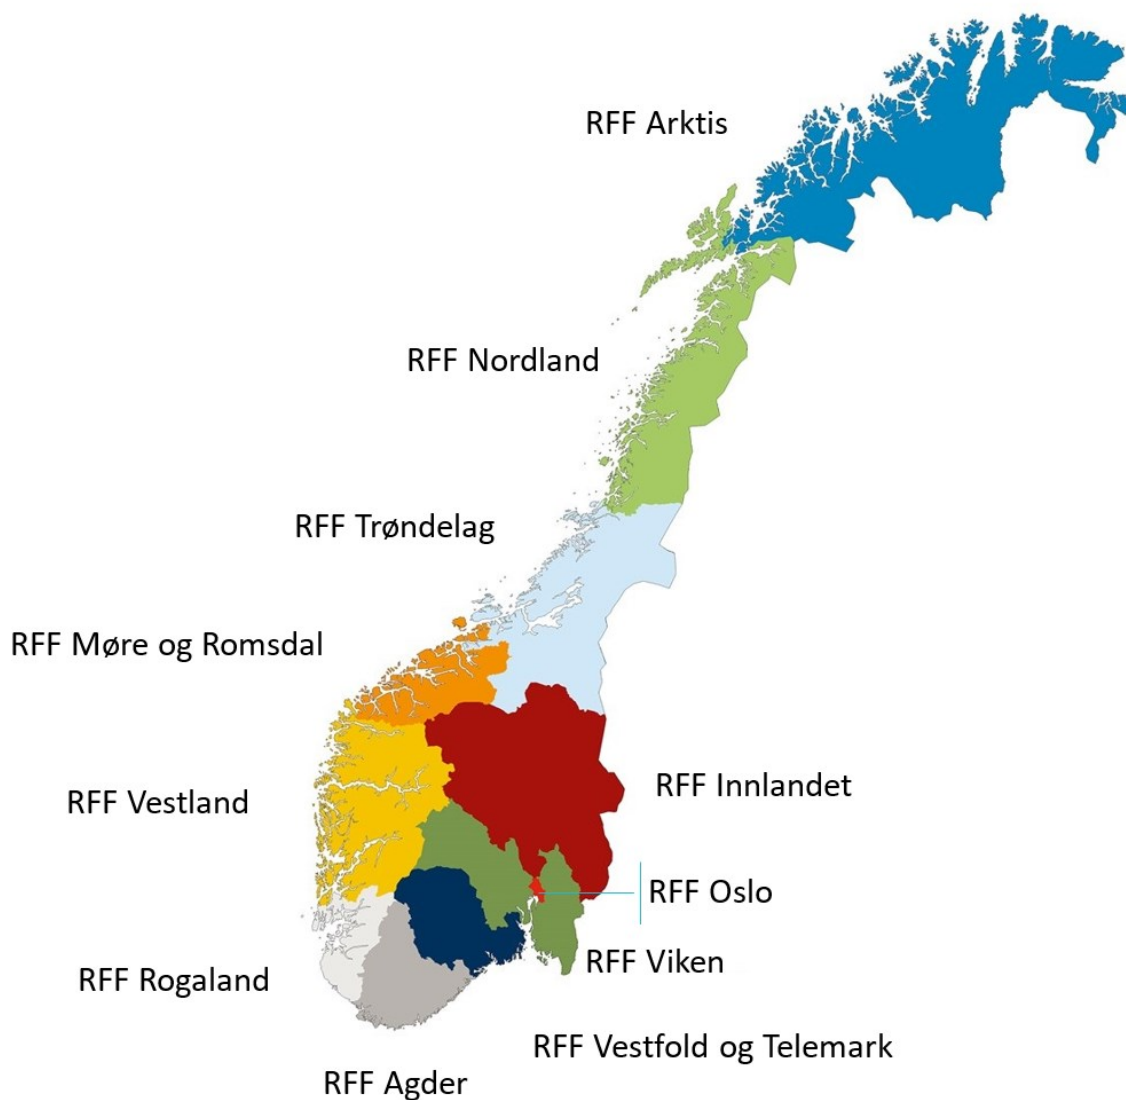 RFF Arktis
RFF Nordland
RFF Trøndelag
RFF Møre og Romsdal
RFF Innlandet
RFF Vestland
RFF Oslo
RFF Viken
RFF Rogaland
RFF Vestfold og Telemark
RFF Agder